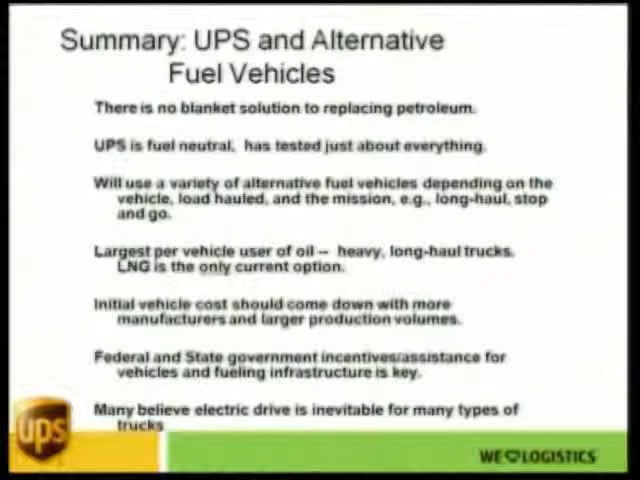 Summary: UPS and Alternative
Fuel Vehicles
There is no blanket solution to replacing petroleum.
UPS is fuel neutral, has tested just about everything.
Will use a variety of alternative fuel vehicles depending on the
vehicle, load hauled, and the mission, e.g., long-haul, stop
and go.
Largest per vehicle user of oil -- heavy, long-haul trucks.
LNG is the only current option.
Initial vehicle cost should come down with more
manufacturers and larger production volumes.
Federal and State government incentives/assistance for
vehicles and fueling infrastructure is key.
Many believe electric drive is inevitable for many types of
trucks
ups
WE ♡ LOGISTICS